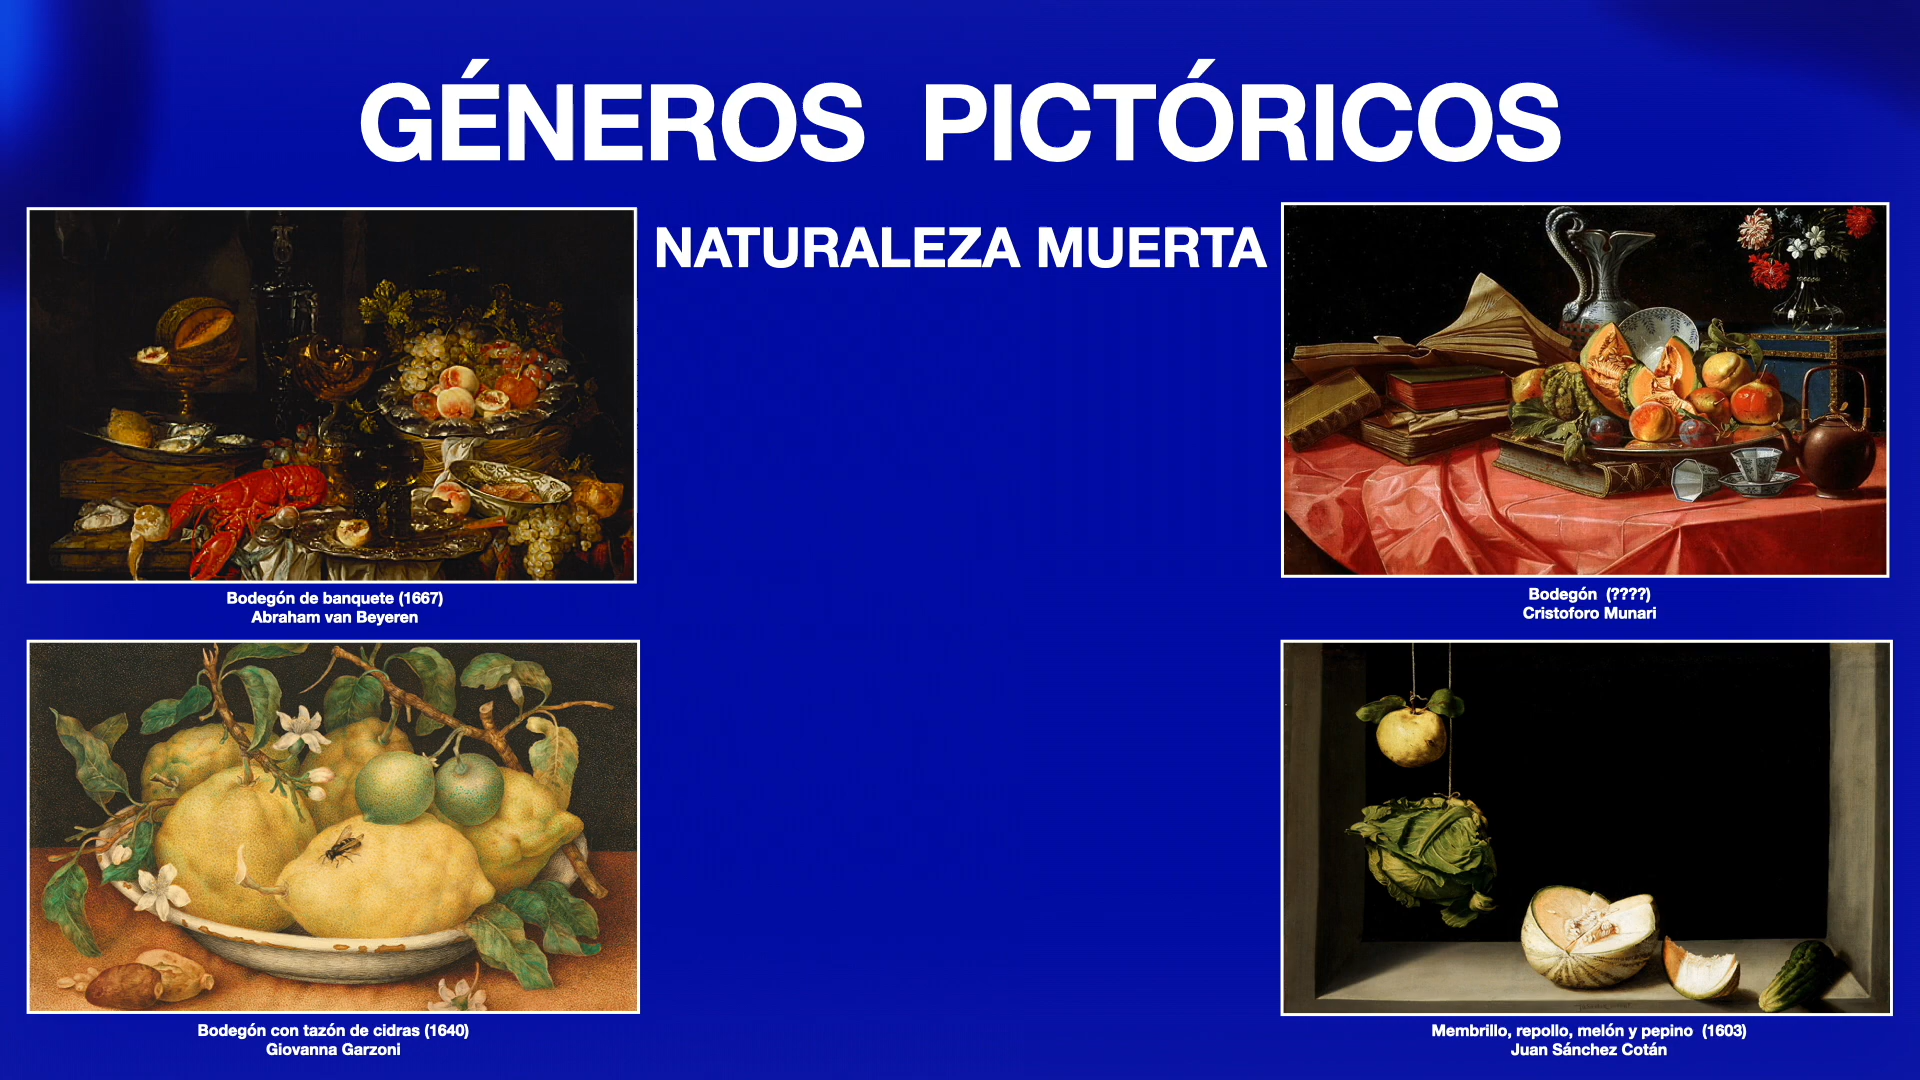 GÉNEROS PICTÓRICOS
NATURALEZA MUERTA
Bodegón de banquete (1667)
Abraham van Beyeren
Bodegón (????)
Cristoforo Munari
Bodegón con tazón de cidras (1640)
Giovanna Garzoni
Membrillo, repollo, melón y pepino (1603)
Juan Sánchez Cotán